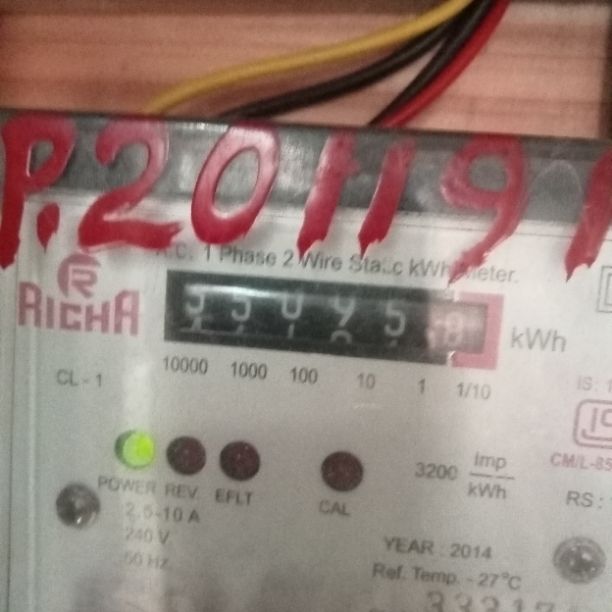 P.201191
A.C. 1 Phase 2 Wire Static kWh Meter.
RICHA
kWh
CL - 1
10000 1000 100 10 1 1/10
IS:
CM/L-85
3200 Imp
kWh
POWER REV. EFLT
CAL
RS:
2.5-10 A
240 V
50 Hz
YEAR : 2014
Ref. Temp. - 27°C